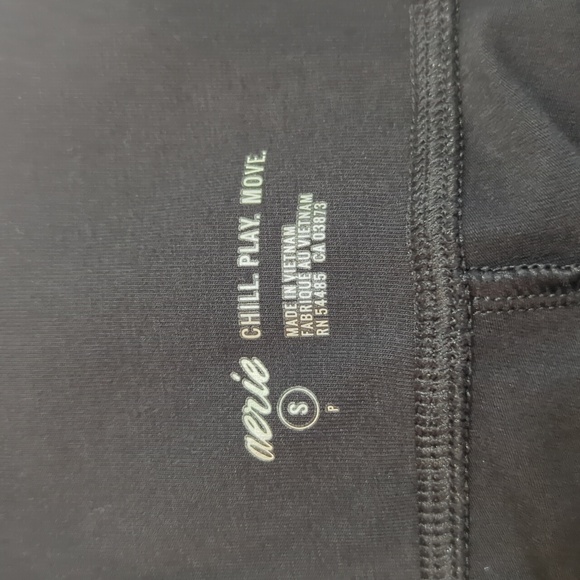 aerie CHILL. PLAY. MOVE.
S
P
MADE IN VIETNAM
FABRIQUE AU VIETNAM
RN 54485 CA 03873